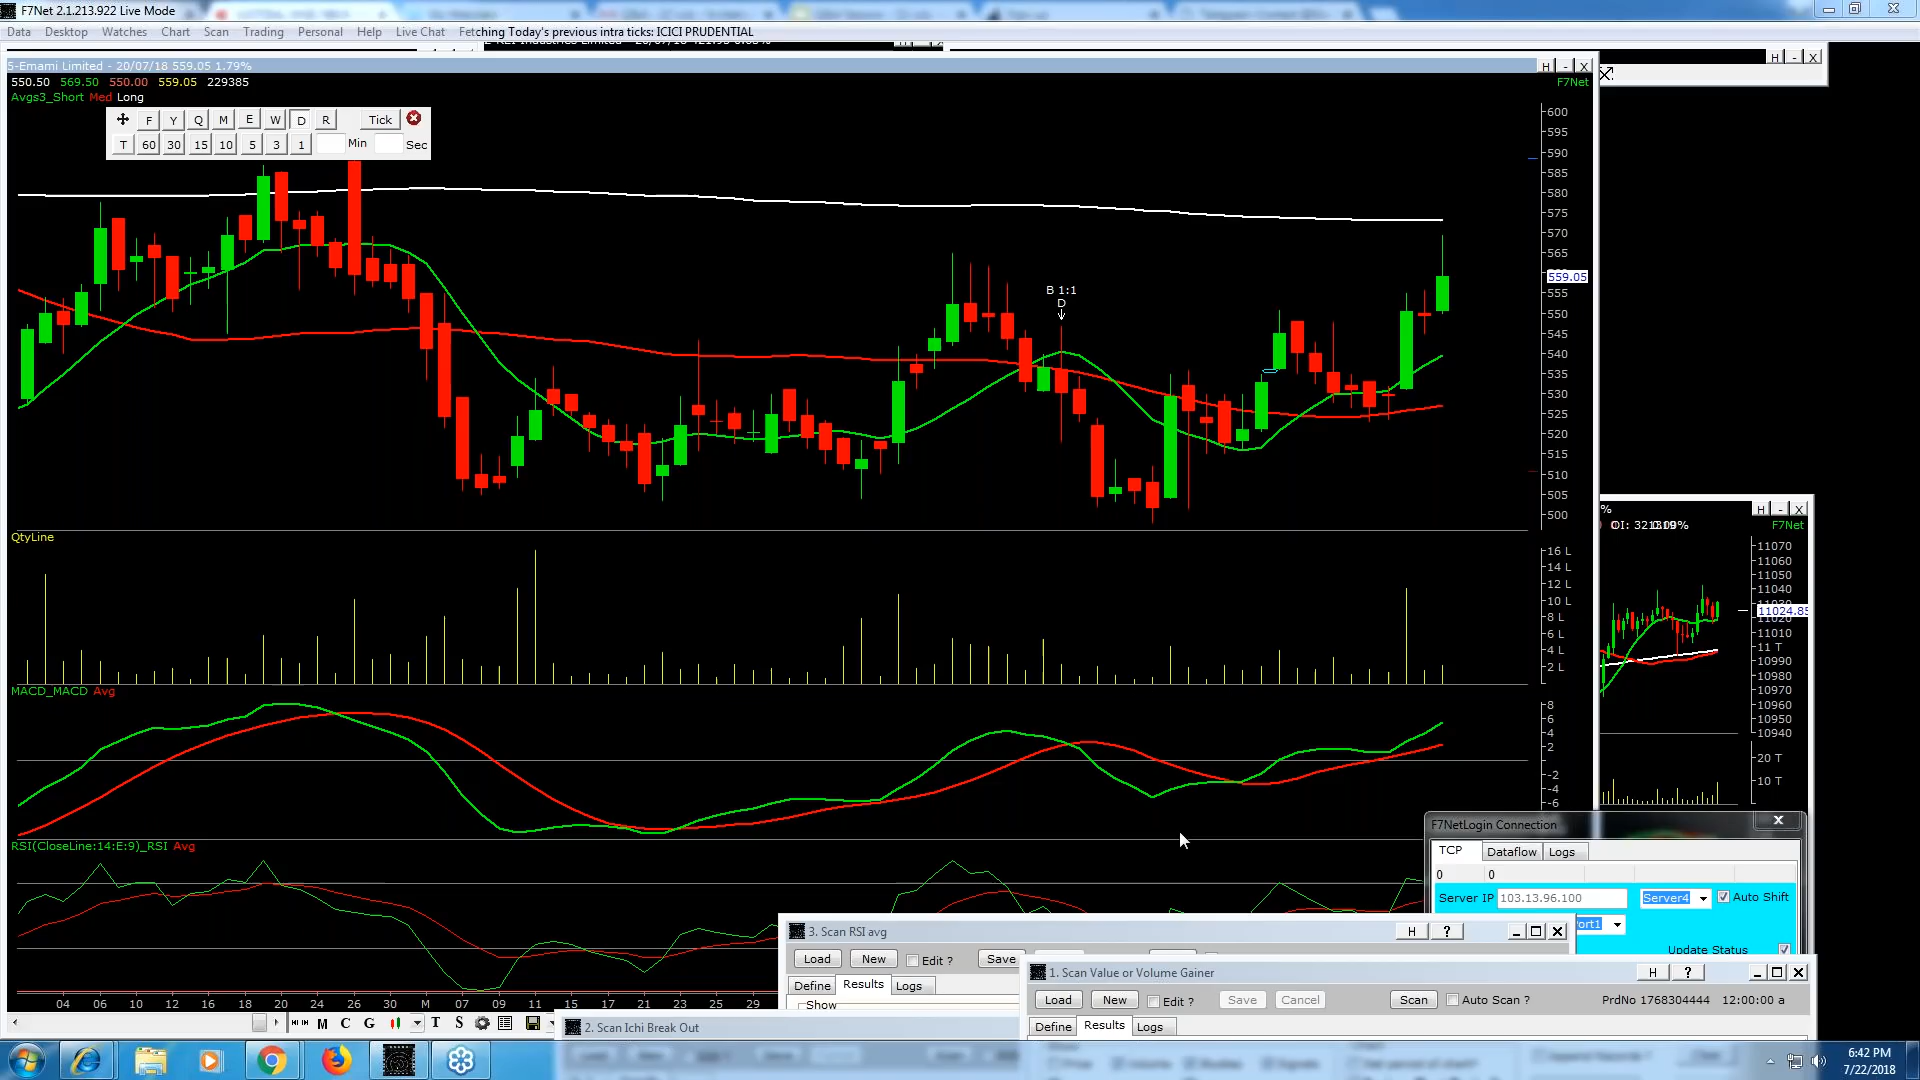 F7Net 2.1.213.922 Live Mode
Data Desktop Watches Chart Scan Trading Personal Help Live Chat Fetching Today's previous intra ticks: ICICI PRUDENTIAL
5-Emami Limited - 20/07/18 559.05 1.79% H - X
550.50 569.50 550.00 559.05 229385 F7Net
Avgs3_Short Med Long
F Y Q M E W D R Tick
T 60 30 15 10 5 3 1 Min Sec
B 1:1
D
600
595
590
585
580
575
570
565
559.05
555
550
545
540
535
530
525
520
515
510
505
500
QtyLine
16 L
14 L
12 L
10 L
8 L
6 L
4 L
2 L
MACD_MACD Avg
8
6
4
2
-2
-4
-6
RSI(CloseLine:14:E:9)_RSI Avg
04 06 10 12 16 18 20 24 26 30 M 07 09 11 15 17 21 23 25 29
M C G T S
H - X
% H - X
OI: 321309 F7Net
11070
11060
11050
11040
11030
11024.85
11020
11010
11 T
10990
10980
10970
10960
10950
10940
20 T
10 T
F7NetLogin Connection X
TCP Dataflow Logs
0 0
Server IP 103.13.96.100 Server4 Auto Shift
Port1
Update Status
3. Scan RSI avg H ?
Load New Edit ? Save
Define Results Logs
Show
1. Scan Value or Volume Gainer H ?
Load New Edit ? Save Cancel Scan Auto Scan ? PrdNo 1768304444 12:00:00 a
Define Results Logs
2. Scan Ichi Break Out
6:42 PM
7/22/2018